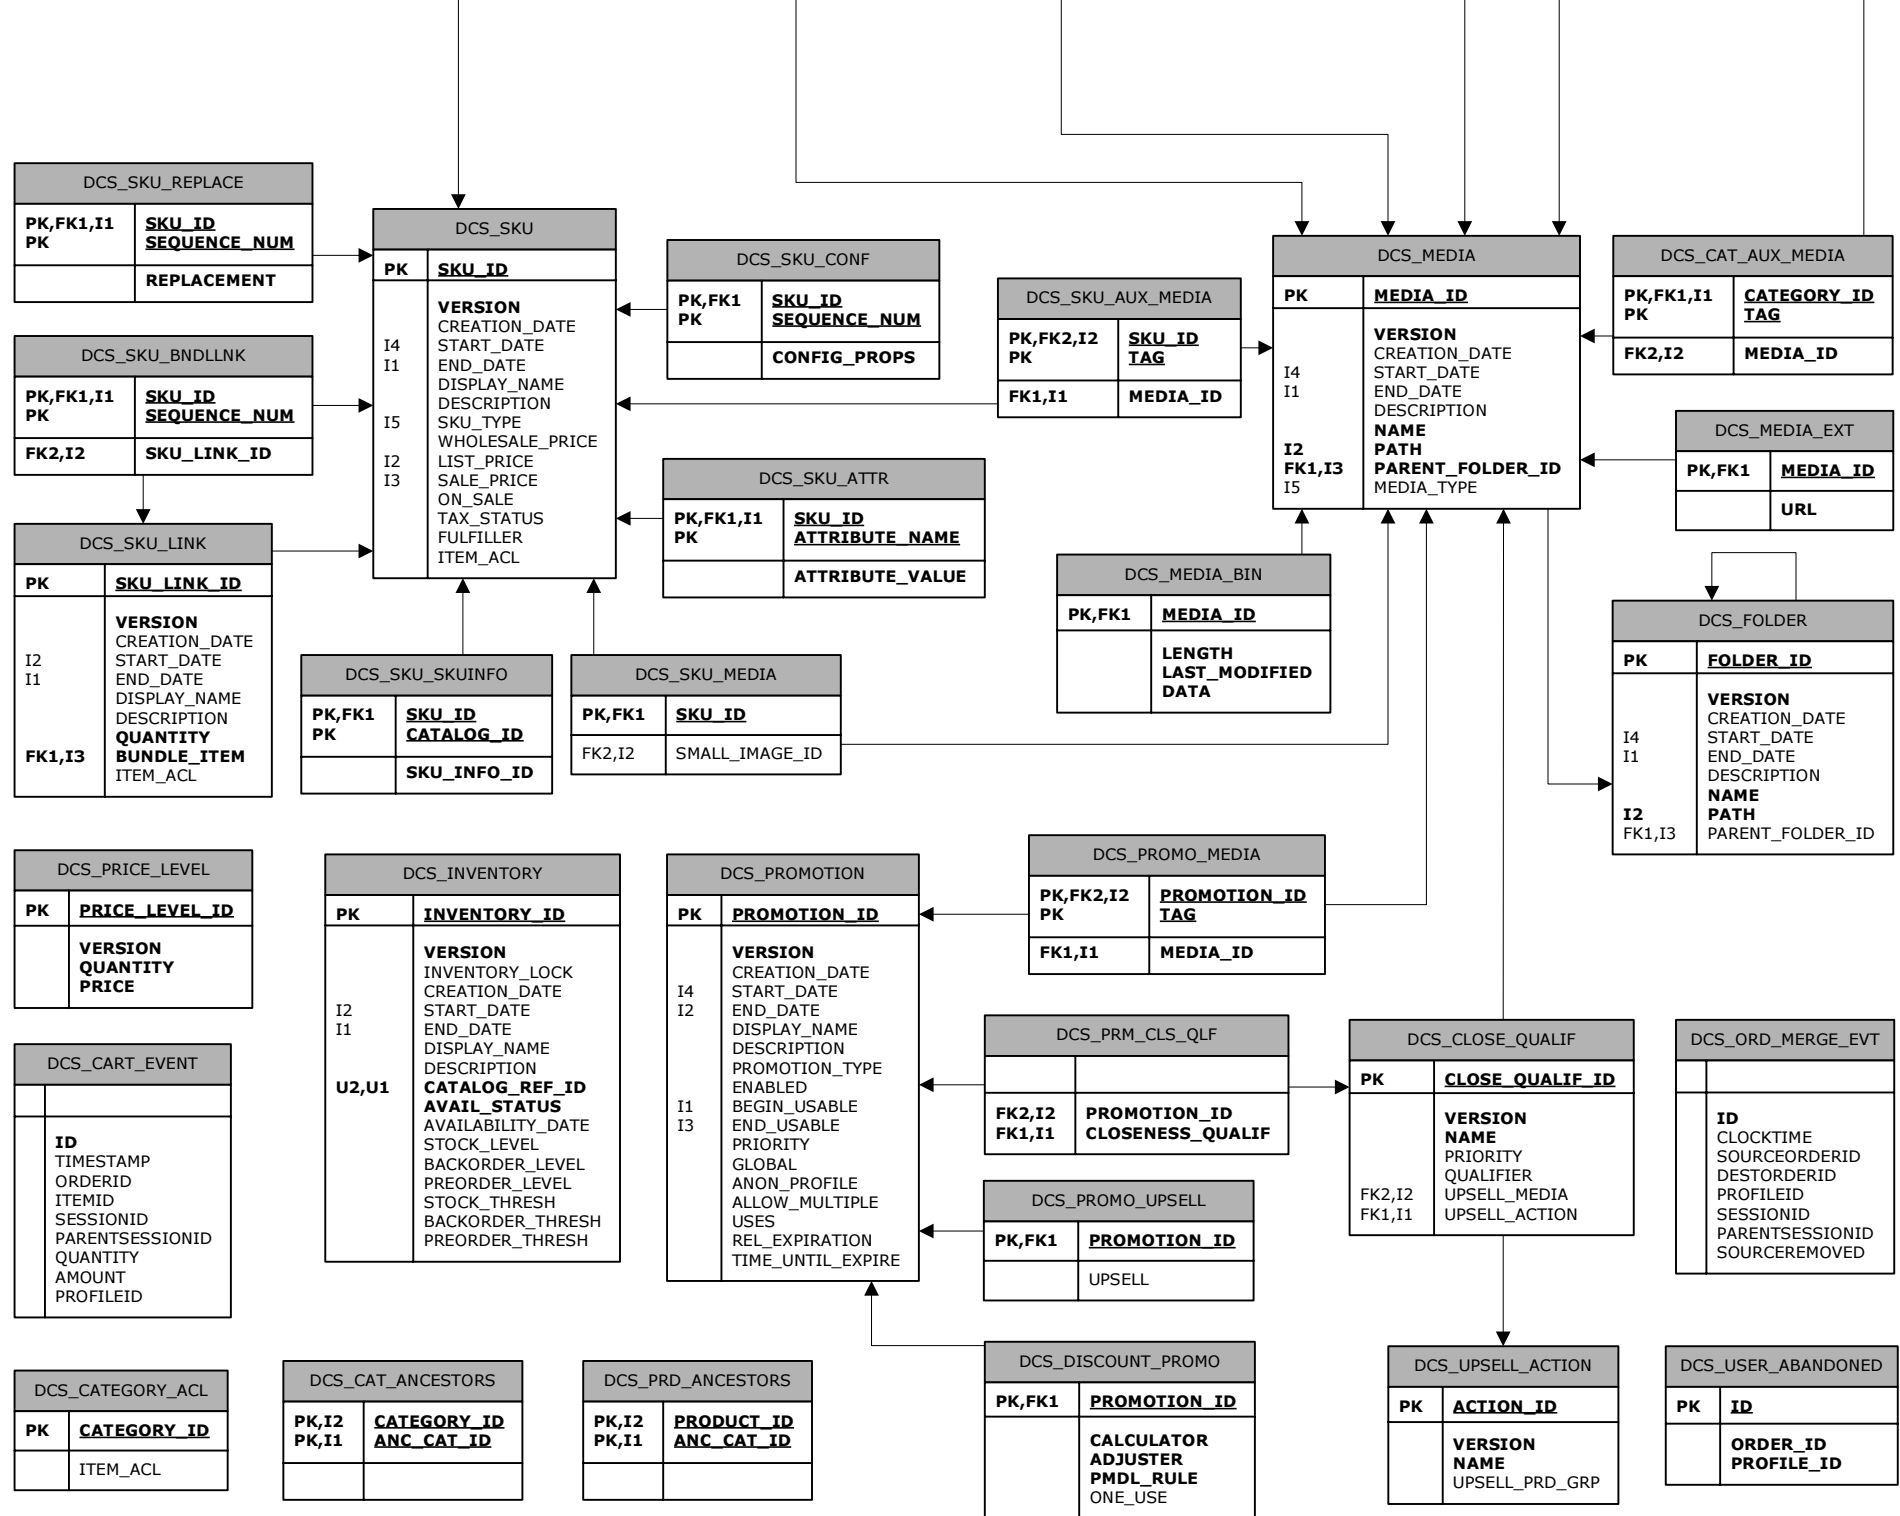 DCS_SKU_REPLACE
PK,FK1,I1 SKU_ID
PK SEQUENCE_NUM
REPLACEMENT
DCS_SKU_BNDLLNK
PK,FK1,I1 SKU_ID
PK SEQUENCE_NUM
FK2,I2 SKU_LINK_ID
DCS_SKU_LINK
PK SKU_LINK_ID
VERSION
CREATION_DATE
I2 START_DATE
I1 END_DATE
DISPLAY_NAME
DESCRIPTION
QUANTITY
FK1,I3 BUNDLE_ITEM
ITEM_ACL
DCS_SKU
PK SKU_ID
VERSION
CREATION_DATE
I4 START_DATE
I1 END_DATE
DISPLAY_NAME
DESCRIPTION
I5 SKU_TYPE
WHOLESALE_PRICE
I2 LIST_PRICE
I3 SALE_PRICE
ON_SALE
TAX_STATUS
FULFILLER
ITEM_ACL
DCS_SKU_CONF
PK,FK1 SKU_ID
PK SEQUENCE_NUM
CONFIG_PROPS
DCS_SKU_ATTR
PK,FK1,I1 SKU_ID
PK ATTRIBUTE_NAME
ATTRIBUTE_VALUE
DCS_SKU_SKUINFO
PK,FK1 SKU_ID
PK CATALOG_ID
SKU_INFO_ID
DCS_SKU_MEDIA
PK,FK1 SKU_ID
FK2,I2 SMALL_IMAGE_ID
DCS_SKU_AUX_MEDIA
PK,FK2,I2 SKU_ID
PK TAG
FK1,I1 MEDIA_ID
DCS_MEDIA
PK MEDIA_ID
VERSION
CREATION_DATE
I4 START_DATE
I1 END_DATE
DESCRIPTION
NAME
I2 PATH
FK1,I3 PARENT_FOLDER_ID
I5 MEDIA_TYPE
DCS_CAT_AUX_MEDIA
PK,FK1,I1 CATEGORY_ID
PK TAG
FK2,I2 MEDIA_ID
DCS_MEDIA_EXT
PK,FK1 MEDIA_ID
URL
DCS_MEDIA_BIN
PK,FK1 MEDIA_ID
LENGTH
LAST_MODIFIED
DATA
DCS_FOLDER
PK FOLDER_ID
VERSION
CREATION_DATE
I4 START_DATE
I1 END_DATE
DESCRIPTION
NAME
I2 PATH
FK1,I3 PARENT_FOLDER_ID
DCS_PRICE_LEVEL
PK PRICE_LEVEL_ID
VERSION
QUANTITY
PRICE
DCS_CART_EVENT
ID
TIMESTAMP
ORDERID
ITEMID
SESSIONID
PARENTSESSIONID
QUANTITY
AMOUNT
PROFILEID
DCS_INVENTORY
PK INVENTORY_ID
VERSION
INVENTORY_LOCK
CREATION_DATE
I2 START_DATE
I1 END_DATE
DISPLAY_NAME
DESCRIPTION
U2,U1 CATALOG_REF_ID
AVAIL_STATUS
AVAILABILITY_DATE
STOCK_LEVEL
BACKORDER_LEVEL
PREORDER_LEVEL
STOCK_THRESH
BACKORDER_THRESH
PREORDER_THRESH
DCS_PROMOTION
PK PROMOTION_ID
VERSION
CREATION_DATE
I4 START_DATE
I2 END_DATE
DISPLAY_NAME
DESCRIPTION
PROMOTION_TYPE
ENABLED
I1 BEGIN_USABLE
I3 END_USABLE
PRIORITY
GLOBAL
ANON_PROFILE
ALLOW_MULTIPLE
USES
REL_EXPIRATION
TIME_UNTIL_EXPIRE
DCS_PROMO_MEDIA
PK,FK2,I2 PROMOTION_ID
PK TAG
FK1,I1 MEDIA_ID
DCS_PRM_CLS_QLF
FK2,I2 PROMOTION_ID
FK1,I1 CLOSENESS_QUALIF
DCS_PROMO_UPSELL
PK,FK1 PROMOTION_ID
UPSELL
DCS_CLOSE_QUALIF
PK CLOSE_QUALIF_ID
VERSION
NAME
PRIORITY
QUALIFIER
FK2,I2 UPSELL_MEDIA
FK1,I1 UPSELL_ACTION
DCS_ORD_MERGE_EVT
ID
CLOCKTIME
SOURCEORDERID
DESTORDERID
PROFILEID
SESSIONID
PARENTSESSIONID
SOURCEREMOVED
DCS_CATEGORY_ACL
PK CATEGORY_ID
ITEM_ACL
DCS_CAT_ANCESTORS
PK,I2 CATEGORY_ID
PK,I1 ANC_CAT_ID
DCS_PRD_ANCESTORS
PK,I2 PRODUCT_ID
PK,I1 ANC_CAT_ID
DCS_DISCOUNT_PROMO
PK,FK1 PROMOTION_ID
CALCULATOR
ADJUSTER
PMDL_RULE
ONE_USE
DCS_UPSELL_ACTION
PK ACTION_ID
VERSION
NAME
UPSELL_PRD_GRP
DCS_USER_ABANDONED
PK ID
ORDER_ID
PROFILE_ID